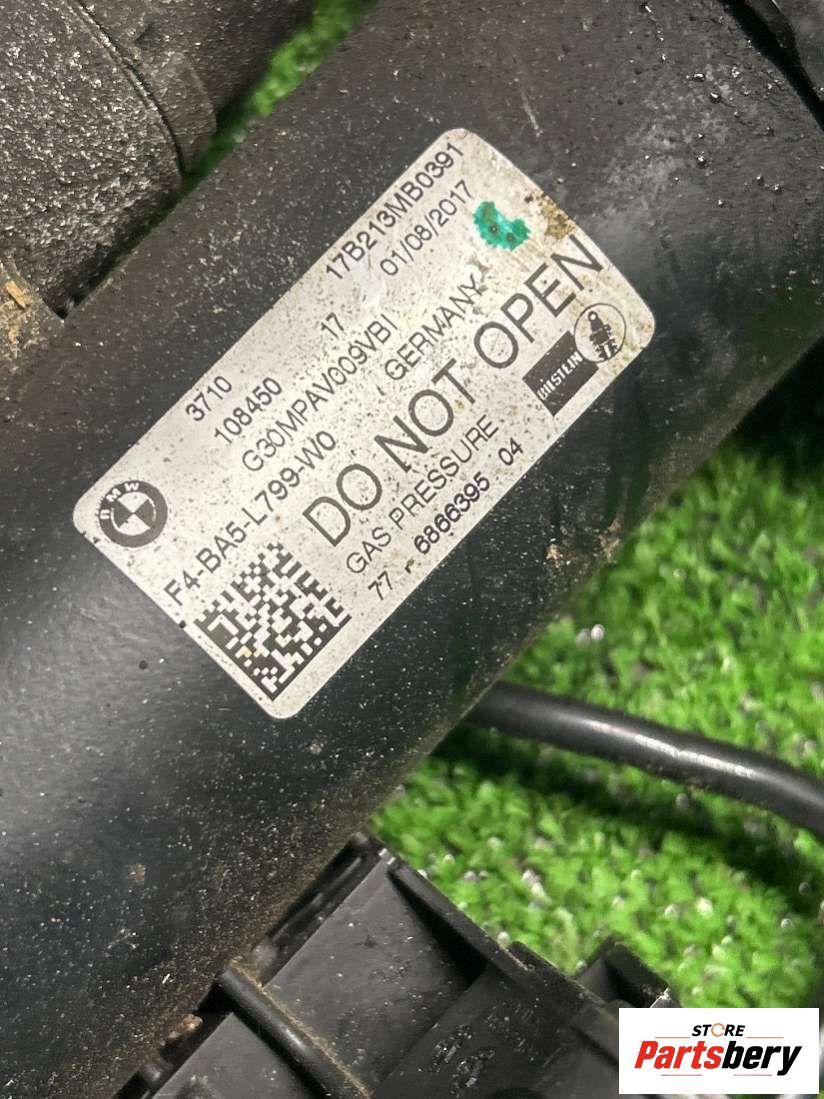 3710
17
17B213MB0391
108450
01/08/2017
G30MPAV009VBI
F4-BA5-L799-W0
GERMANY
DO NOT OPEN
GAS PRESSURE
77 - 6866395 04
BMW
BILSTEIN
STORE
Partsbery